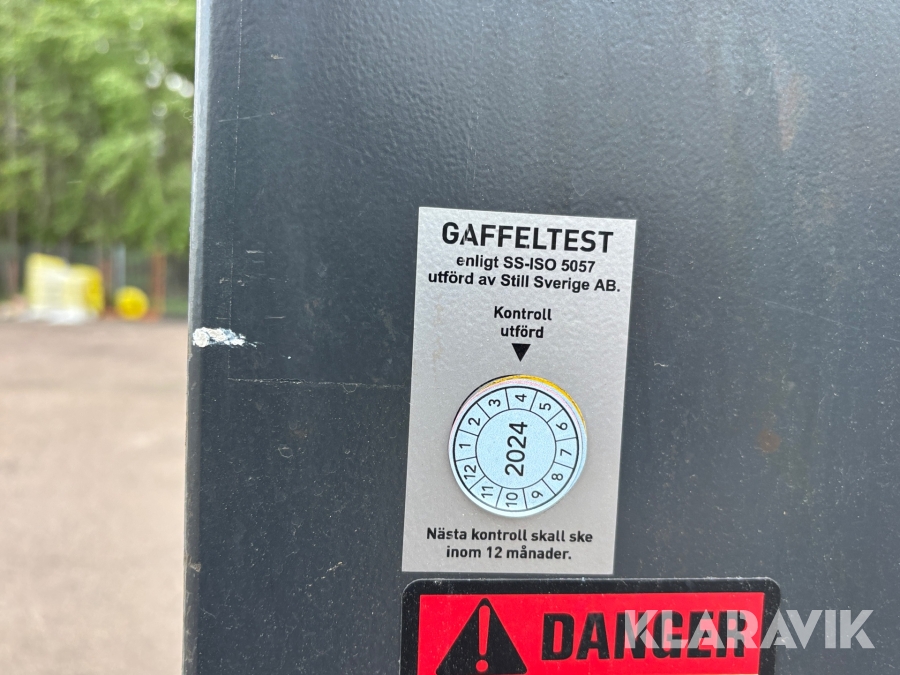 GAFFELTEST
enligt SS-ISO 5057
utförd av Still Sverige AB.
Kontroll
utförd
1 2 3 4 5 6 7 8 9 10 11 12
2024
Nästa kontroll skall ske
inom 12 månader.
DANGER
KLARAVIK